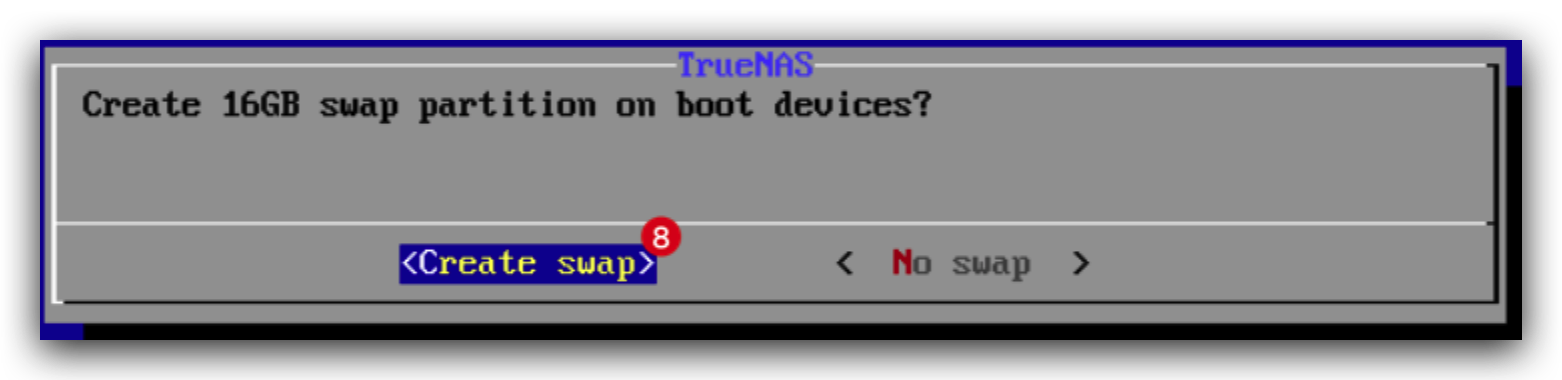 TrueNAS
Create 16GB swap partition on boot devices?
8
<Create swap> < No swap >